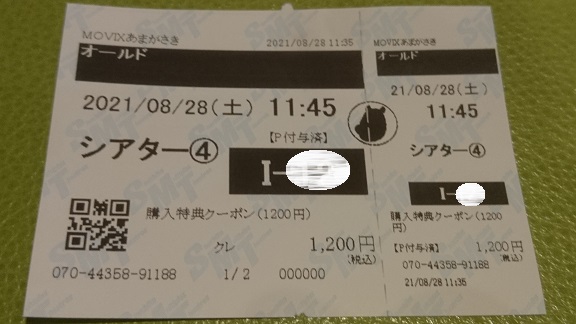 MOVIXあまがさき 2021/08/28 11:35
オールド
2021/08/28(土) 11:45
【P付与済】
シアター④
I-
購入特典クーポン(1200円)
クレ 1,200円
(税込)
070-44358-91188 1/2 000000
MOVIXあまがさき
オールド
21/08/28(土)
11:45
シアター④
I-
購入特典クーポン(1200
円)
【P付与済】 1,200円
(税込)
070-44358-91188
21/08/28 11:35